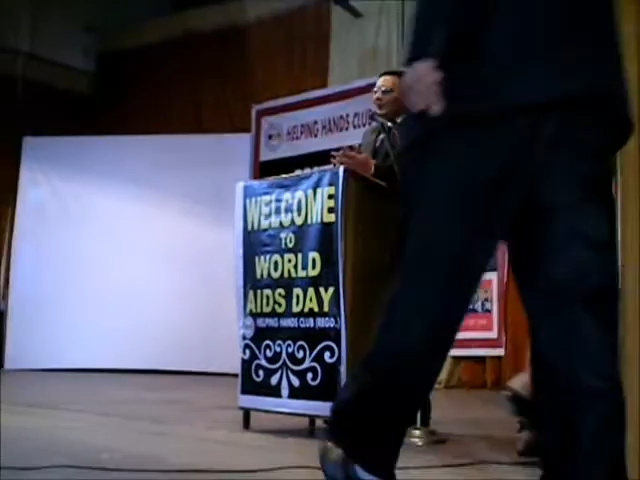 HELPING HANDS CLUB
WELCOME
TO
WORLD
AIDS DAY
HELPING HANDS CLUB (REGD.)